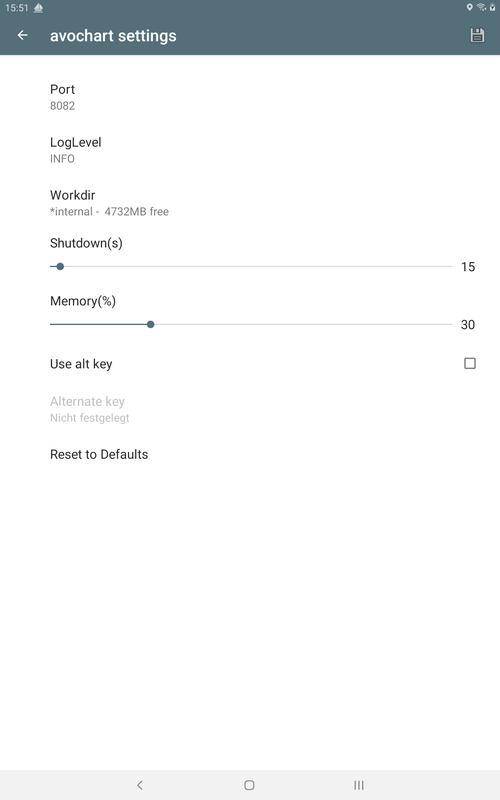 15:51
avochart settings
Port
8082
LogLevel
INFO
Workdir
*internal - 4732MB free
Shutdown(s)
15
Memory(%)
30
Use alt key
Alternate key
Nicht festgelegt
Reset to Defaults